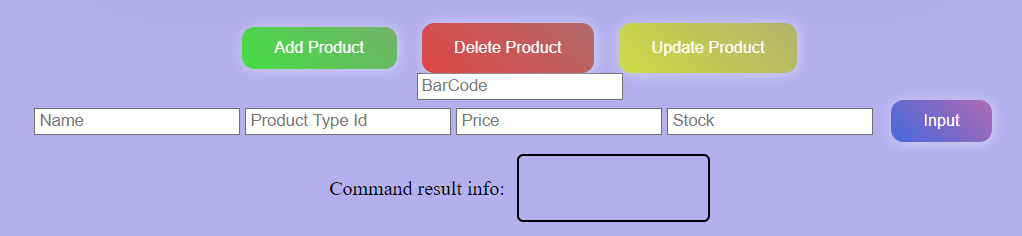 Add Product Delete Product Update Product
BarCode
Name Product Type Id Price Stock Input
Command result info: